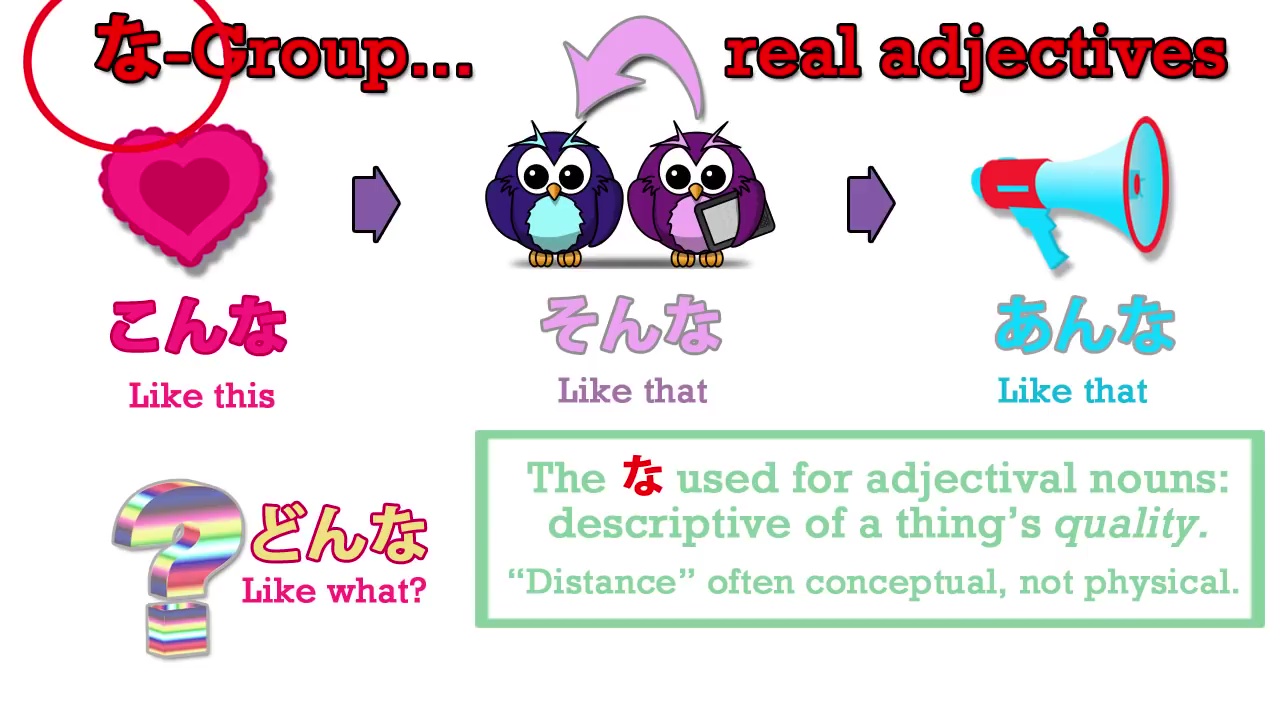 な-Group... real adjectives
こんな
そんな
あんな
Like this
Like that
Like that
どんな
Like what?
The な used for adjectival nouns:
descriptive of a thing's quality.
“Distance” often conceptual, not physical.